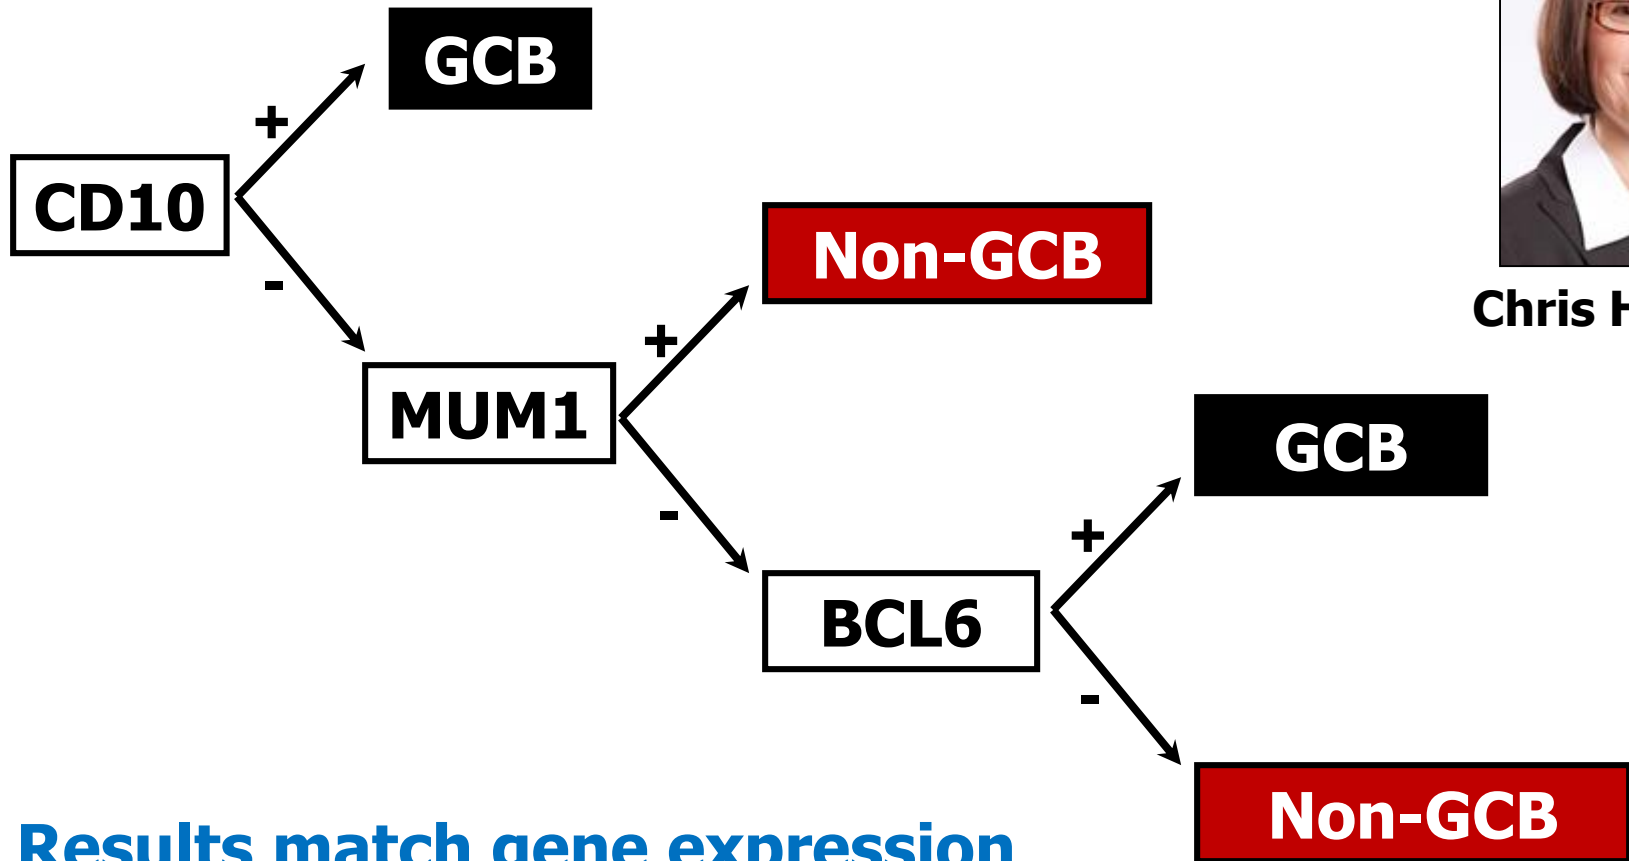 GCB
+
CD10
-
Non-GCB
Chris H
+
MUM1
-
GCB
+
BCL6
-
Non-GCB
Results match gene expression